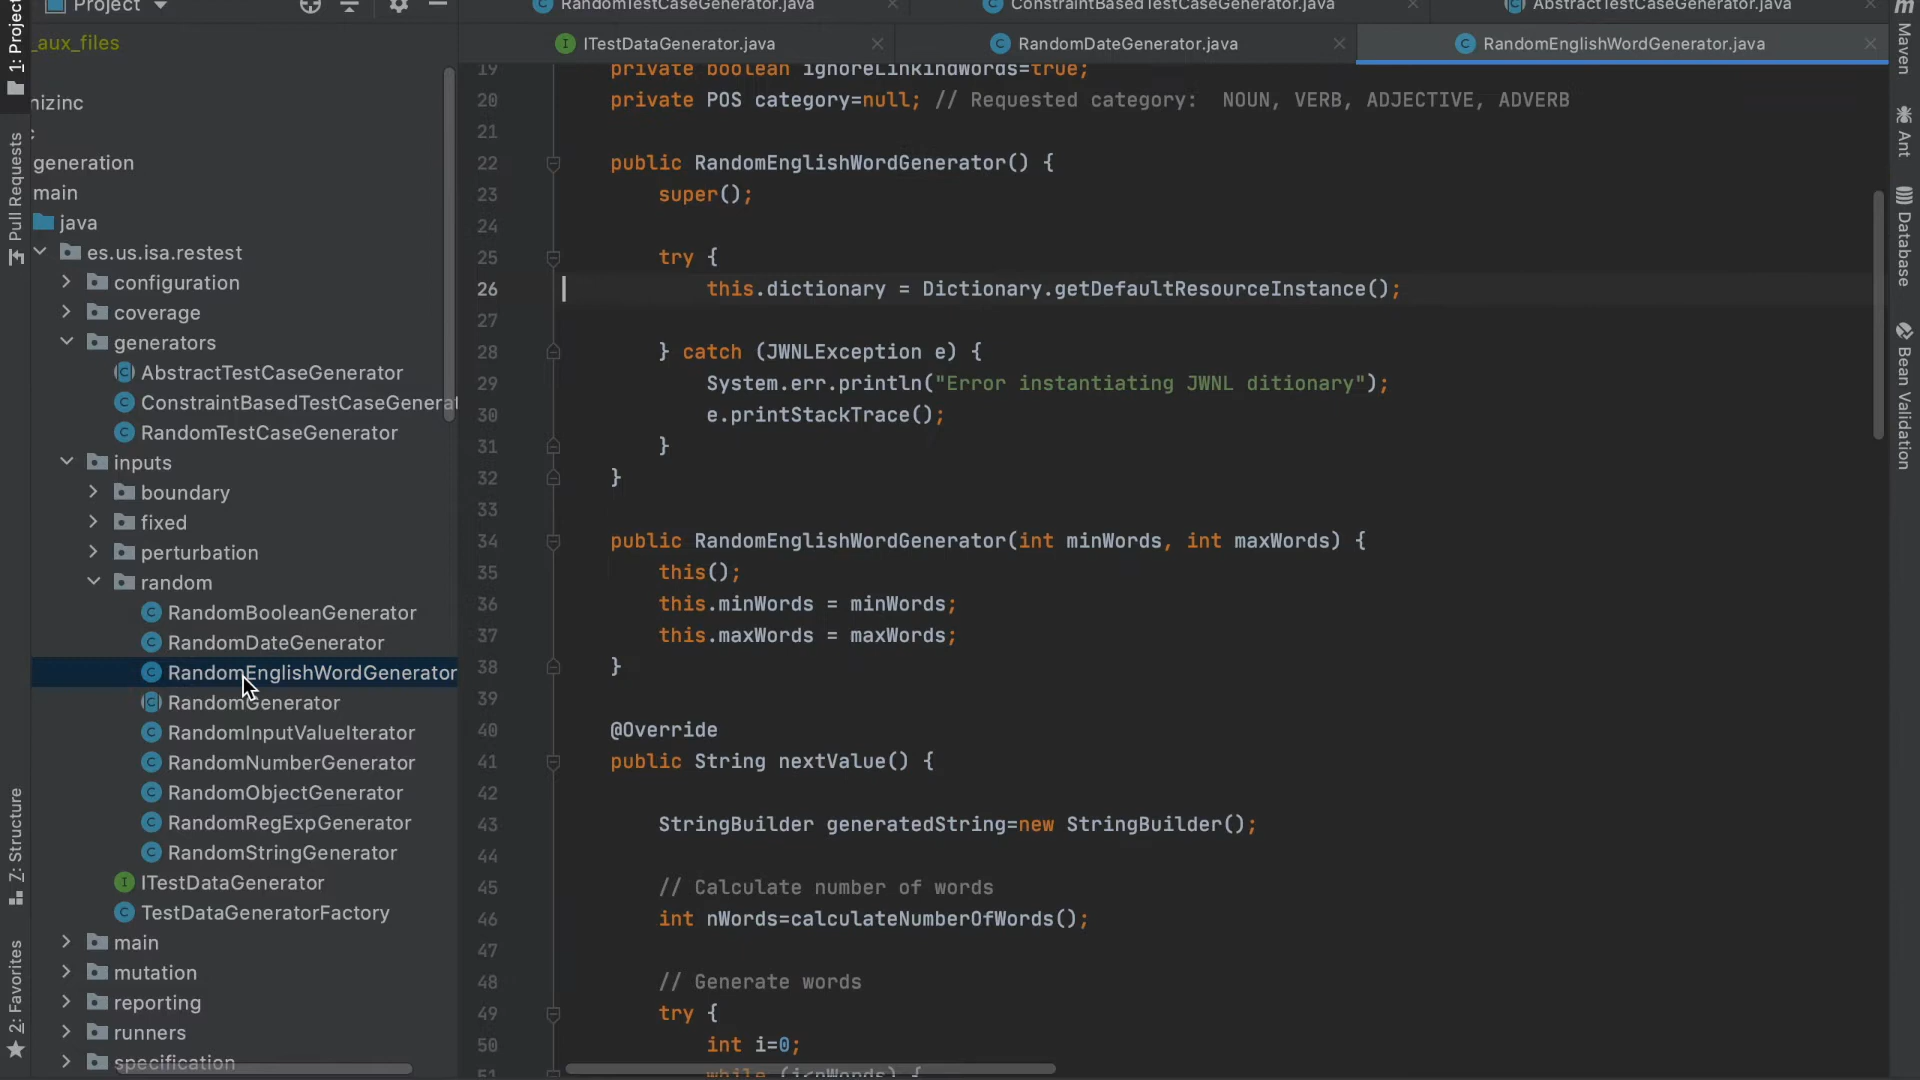 Project
RandomTestCaseGenerator.java
ConstraintBasedTestCaseGenerator.java
AbstractTestCaseGenerator.java
ITestDataGenerator.java
RandomDateGenerator.java
RandomEnglishWordGenerator.java
1: Project
Pull Requests
Z: Structure
2: Favorites
_aux_files
nizinc
generation
main
java
es.us.isa.restest
configuration
coverage
generators
AbstractTestCaseGenerator
ConstraintBasedTestCaseGenerat
RandomTestCaseGenerator
inputs
boundary
fixed
perturbation
random
RandomBooleanGenerator
RandomDateGenerator
RandomEnglishWordGenerator
RandomGenerator
RandomInputValueIterator
RandomNumberGenerator
RandomObjectGenerator
RandomRegExpGenerator
RandomStringGenerator
ITestDataGenerator
TestDataGeneratorFactory
main
mutation
reporting
runners
specification
19 private boolean ignoreLinkindWords=true;
20 private POS category=null; // Requested category:  NOUN, VERB, ADJECTIVE, ADVERB
21
22 public RandomEnglishWordGenerator() {
23 super();
24
25 try {
26 this.dictionary = Dictionary.getDefaultResourceInstance();
27
28 } catch (JWNLException e) {
29 System.err.println("Error instantiating JWNL ditionary");
30 e.printStackTrace();
31 }
32 }
33
34 public RandomEnglishWordGenerator(int minWords, int maxWords) {
35 this();
36 this.minWords = minWords;
37 this.maxWords = maxWords;
38 }
39
40 @Override
41 public String nextValue() {
42
43 StringBuilder generatedString=new StringBuilder();
44
45 // Calculate number of words
46 int nWords=calculateNumberOfWords();
47
48 // Generate words
49 try {
50 int i=0;
51 while (i<nWords) {
Maven
Ant
Database
Bean Validation